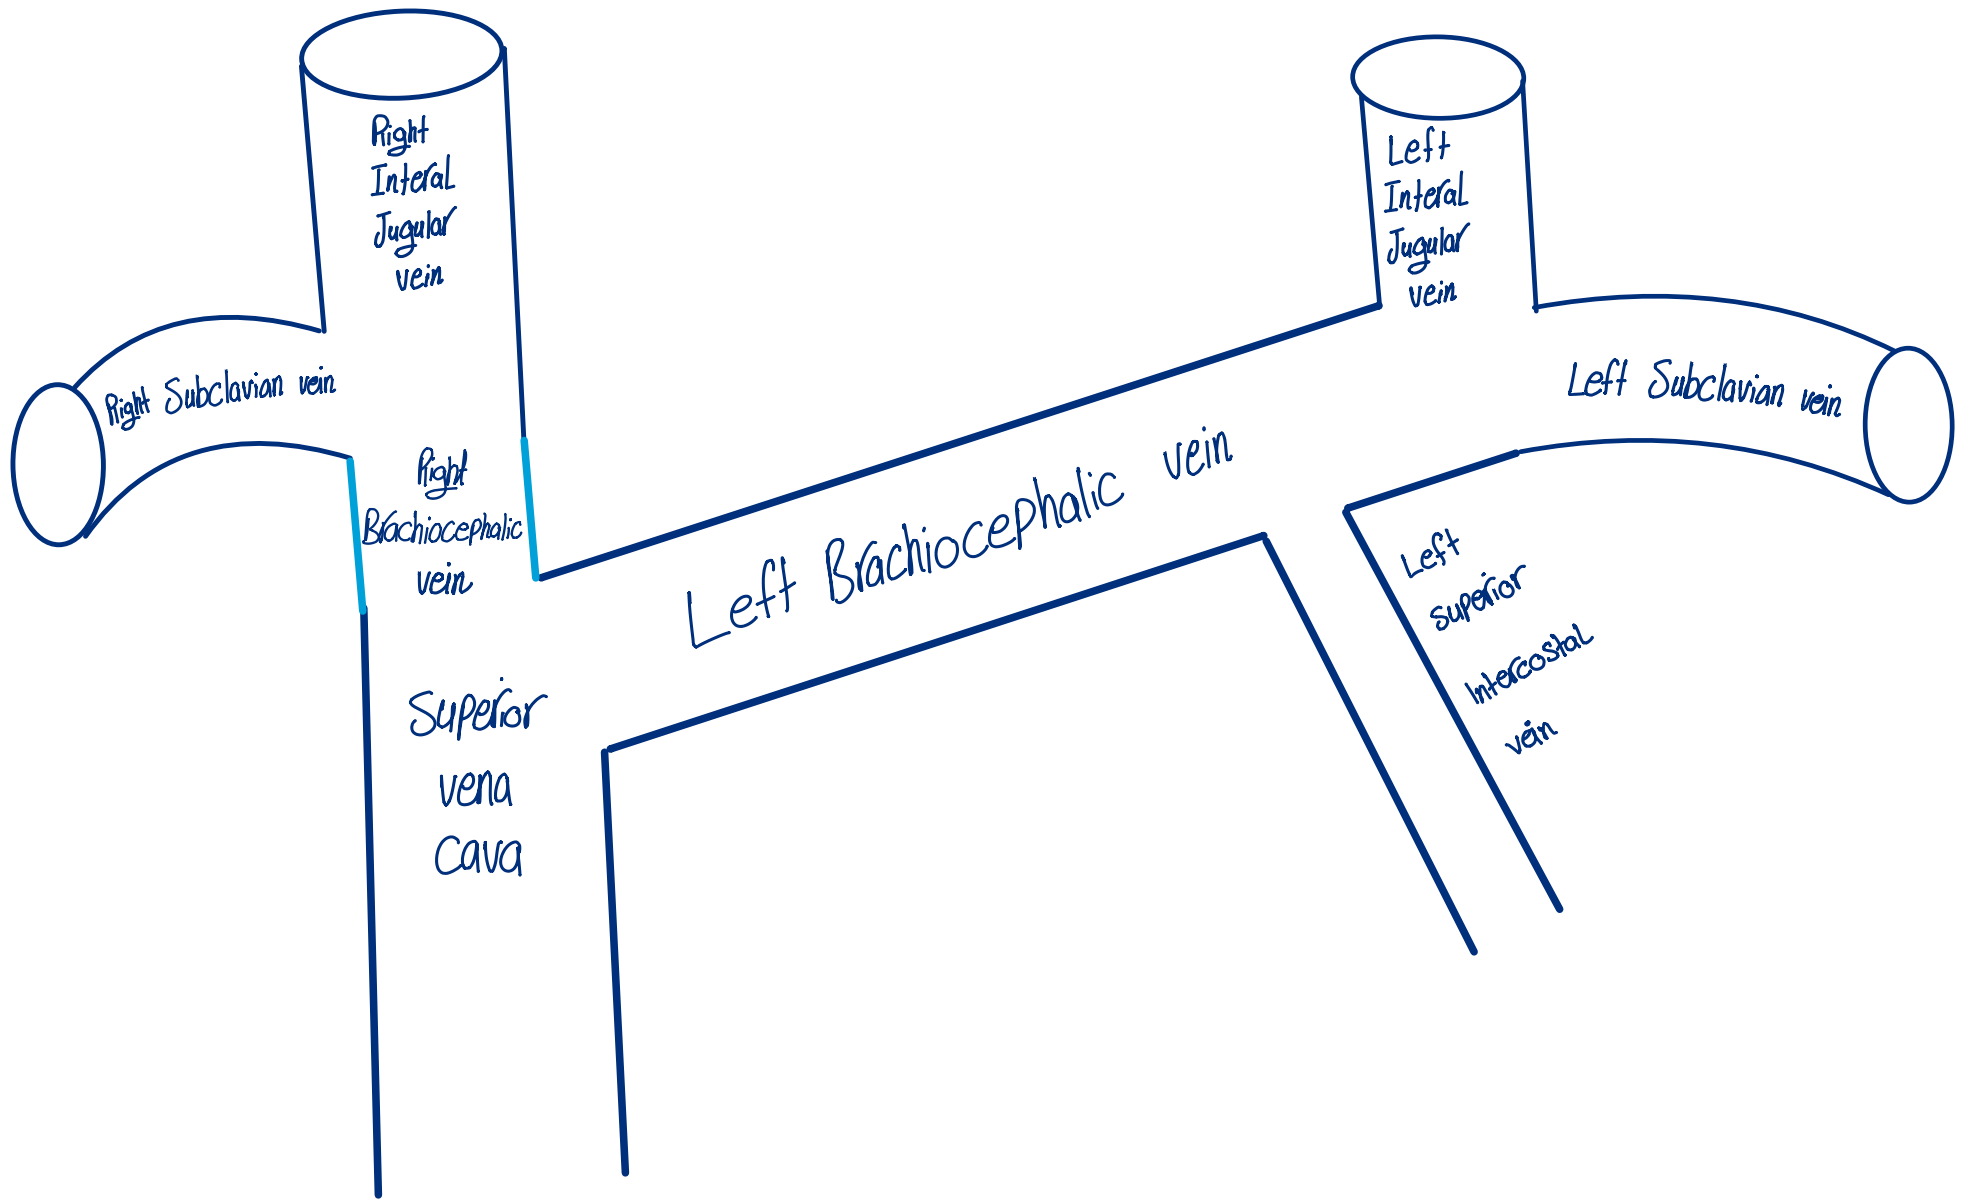 Right
Interal
Jugular
vein
Left
Interal
Jugular
vein
Right Subclavian vein
Left Subclavian vein
Right
Brachiocephalic
vein
Left Brachiocephalic vein
Left
superior
Intercostal
vein
Superior
vena
Cava